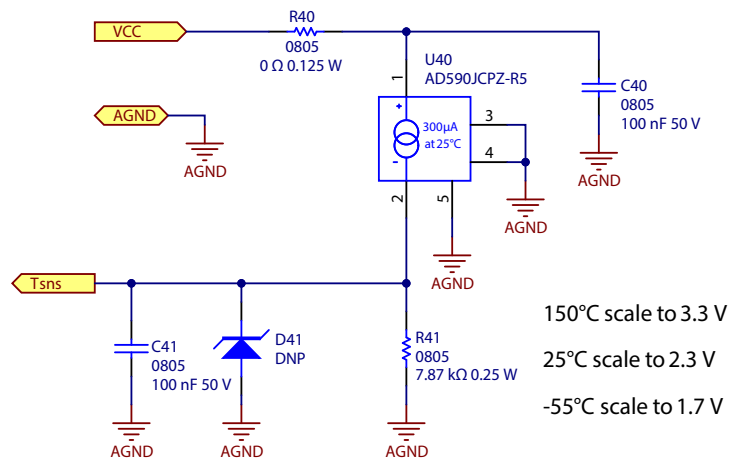 VCC
R40
0805
0 Ω 0.125 W
U40
AD590JCPZ-R5
1
+
300µA
at 25°C
-
3
4
2
5
C40
0805
100 nF 50 V
AGND
AGND
AGND
AGND
Tsns
C41
0805
100 nF 50 V
D41
DNP
R41
0805
7.87 kΩ 0.25 W
150°C scale to 3.3 V
25°C scale to 2.3 V
-55°C scale to 1.7 V
AGND
AGND
AGND